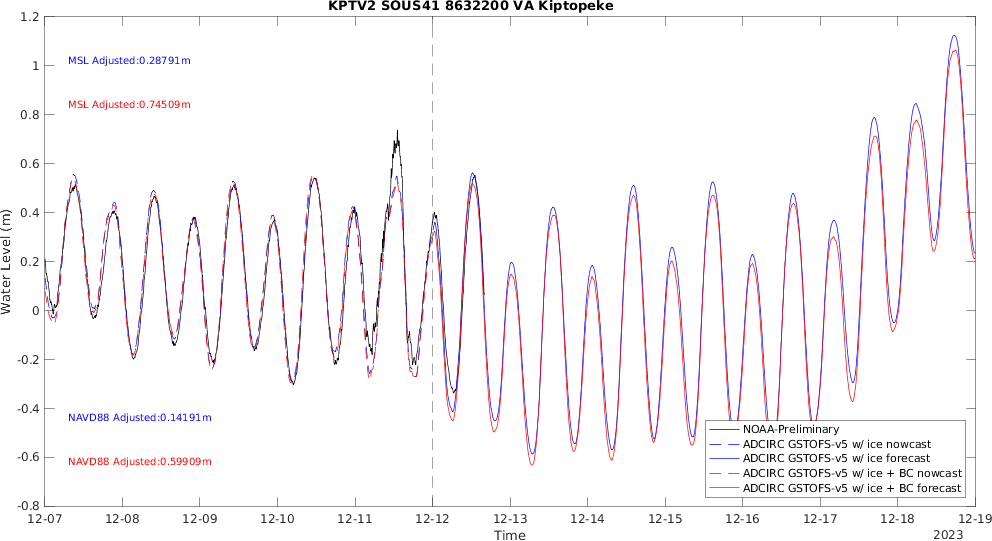 KPTV2 SOUS41 8632200 VA Kiptopeke
1.2
1
0.8
0.6
0.4
0.2
0
-0.2
-0.4
-0.6
-0.8
Water Level (m)
MSL Adjusted:0.28791m
MSL Adjusted:0.74509m
NAVD88 Adjusted:0.14191m
NAVD88 Adjusted:0.59909m
NOAA-Preliminary
ADCIRC GSTOFS-v5 w/ ice nowcast
ADCIRC GSTOFS-v5 w/ ice forecast
ADCIRC GSTOFS-v5 w/ ice + BC nowcast
ADCIRC GSTOFS-v5 w/ ice + BC forecast
12-07 12-08 12-09 12-10 12-11 12-12 12-13 12-14 12-15 12-16 12-17 12-18 12-19
Time
2023